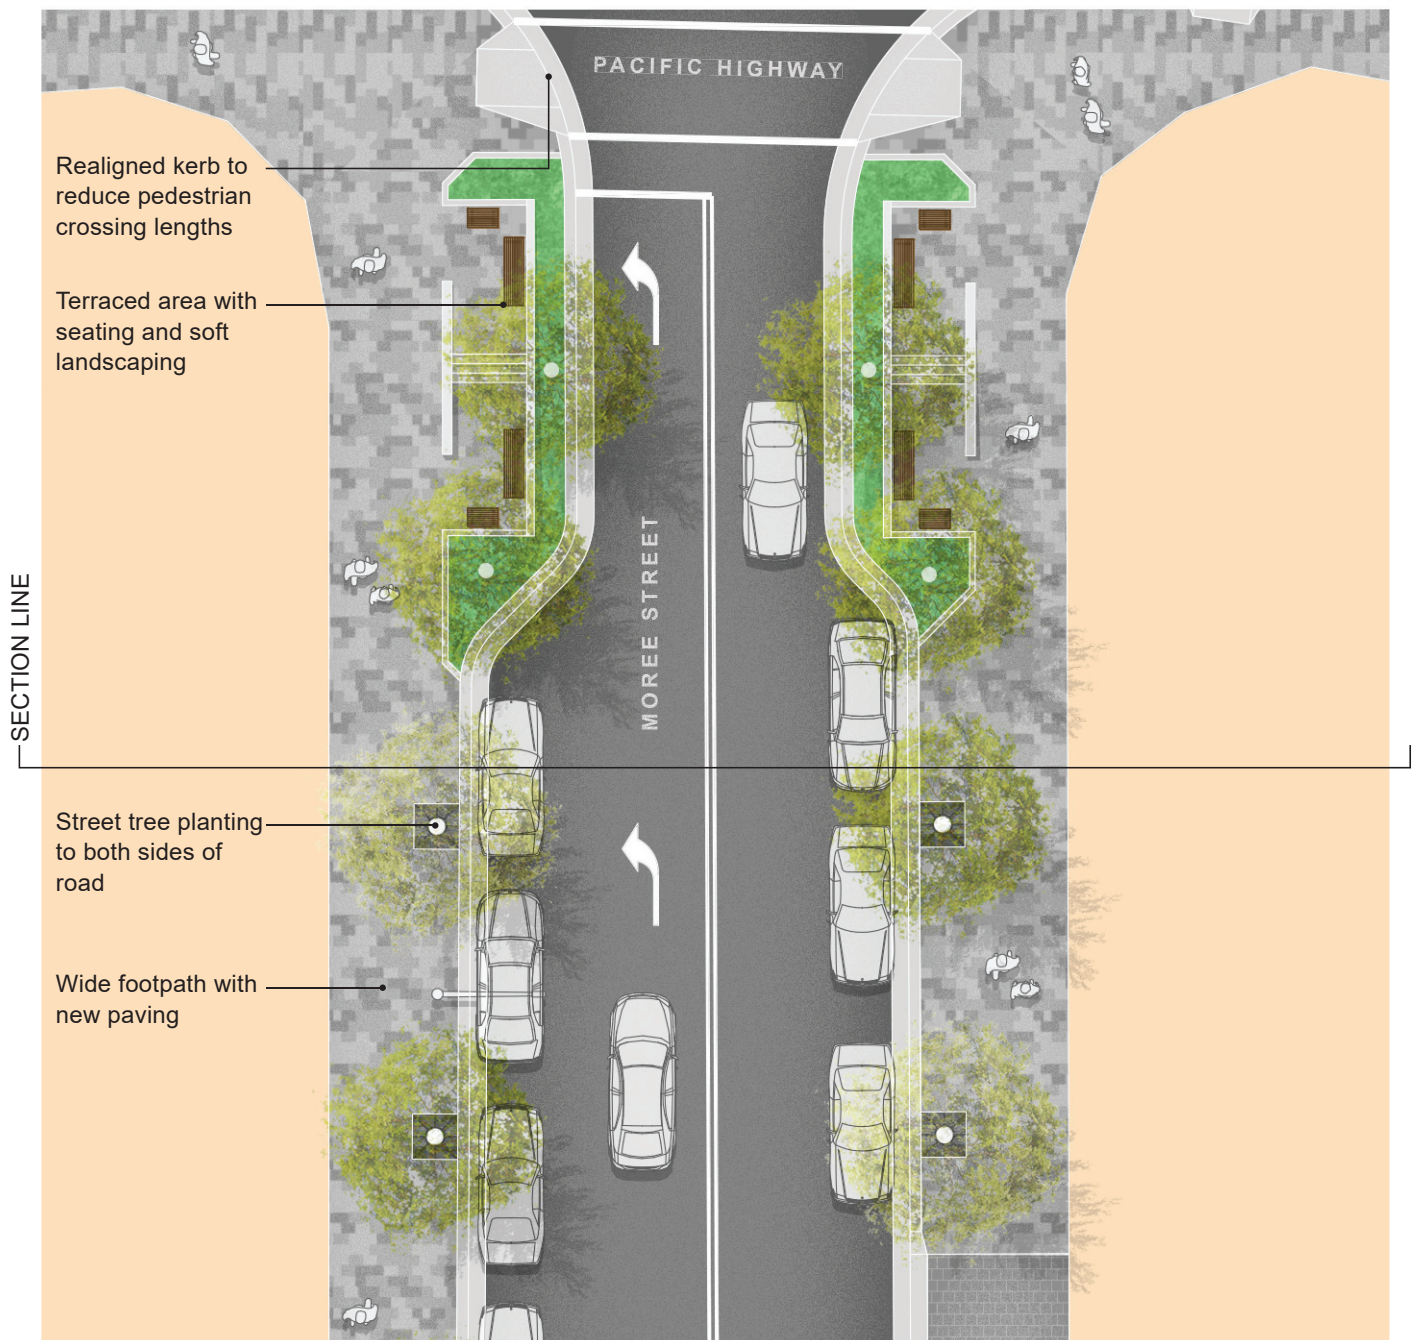 PACIFIC HIGHWAY
Realigned kerb to
reduce pedestrian
crossing lengths
Terraced area with
seating and soft
landscaping
MOREE STREET
SECTION LINE
Street tree planting
to both sides of
road
Wide footpath with
new paving